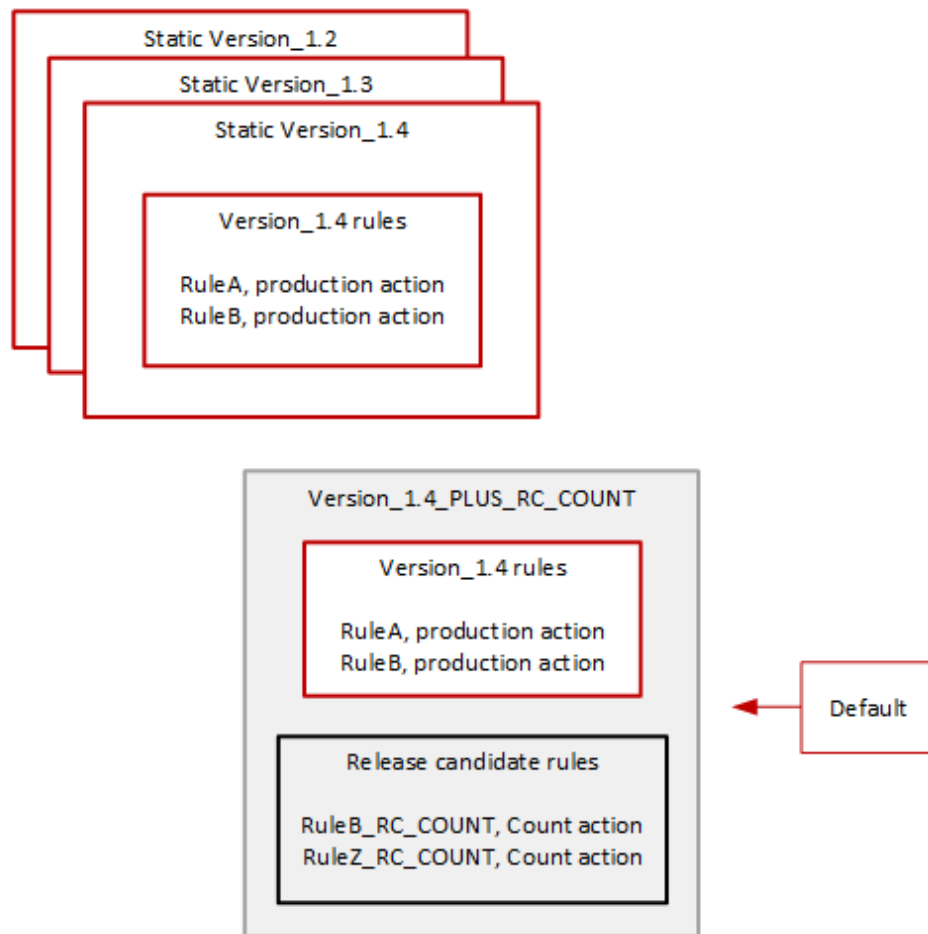 Static Version_1.2
Static Version_1.3
Static Version_1.4
Version_1.4 rules
RuleA, production action
RuleB, production action
Version_1.4_PLUS_RC_COUNT
Version_1.4 rules
RuleA, production action
RuleB, production action
Default
Release candidate rules
RuleB_RC_COUNT, Count action
RuleZ_RC_COUNT, Count action